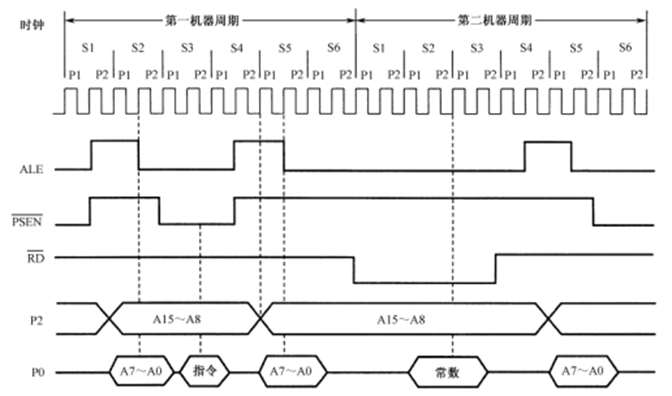 时钟 第一机器周期 第二机器周期
S1 S2 S3 S4 S5 S6 S1 S2 S3 S4 S5 S6
P1 P2 P1 P2 P1 P2 P1 P2 P1 P2 P1 P2 P1 P2 P1 P2 P1 P2 P1 P2 P1 P2 P1 P2
ALE
PSEN
RD
P2 A15～A8 A15～A8
P0 A7～A0 指令 A7～A0 常数 A7～A0